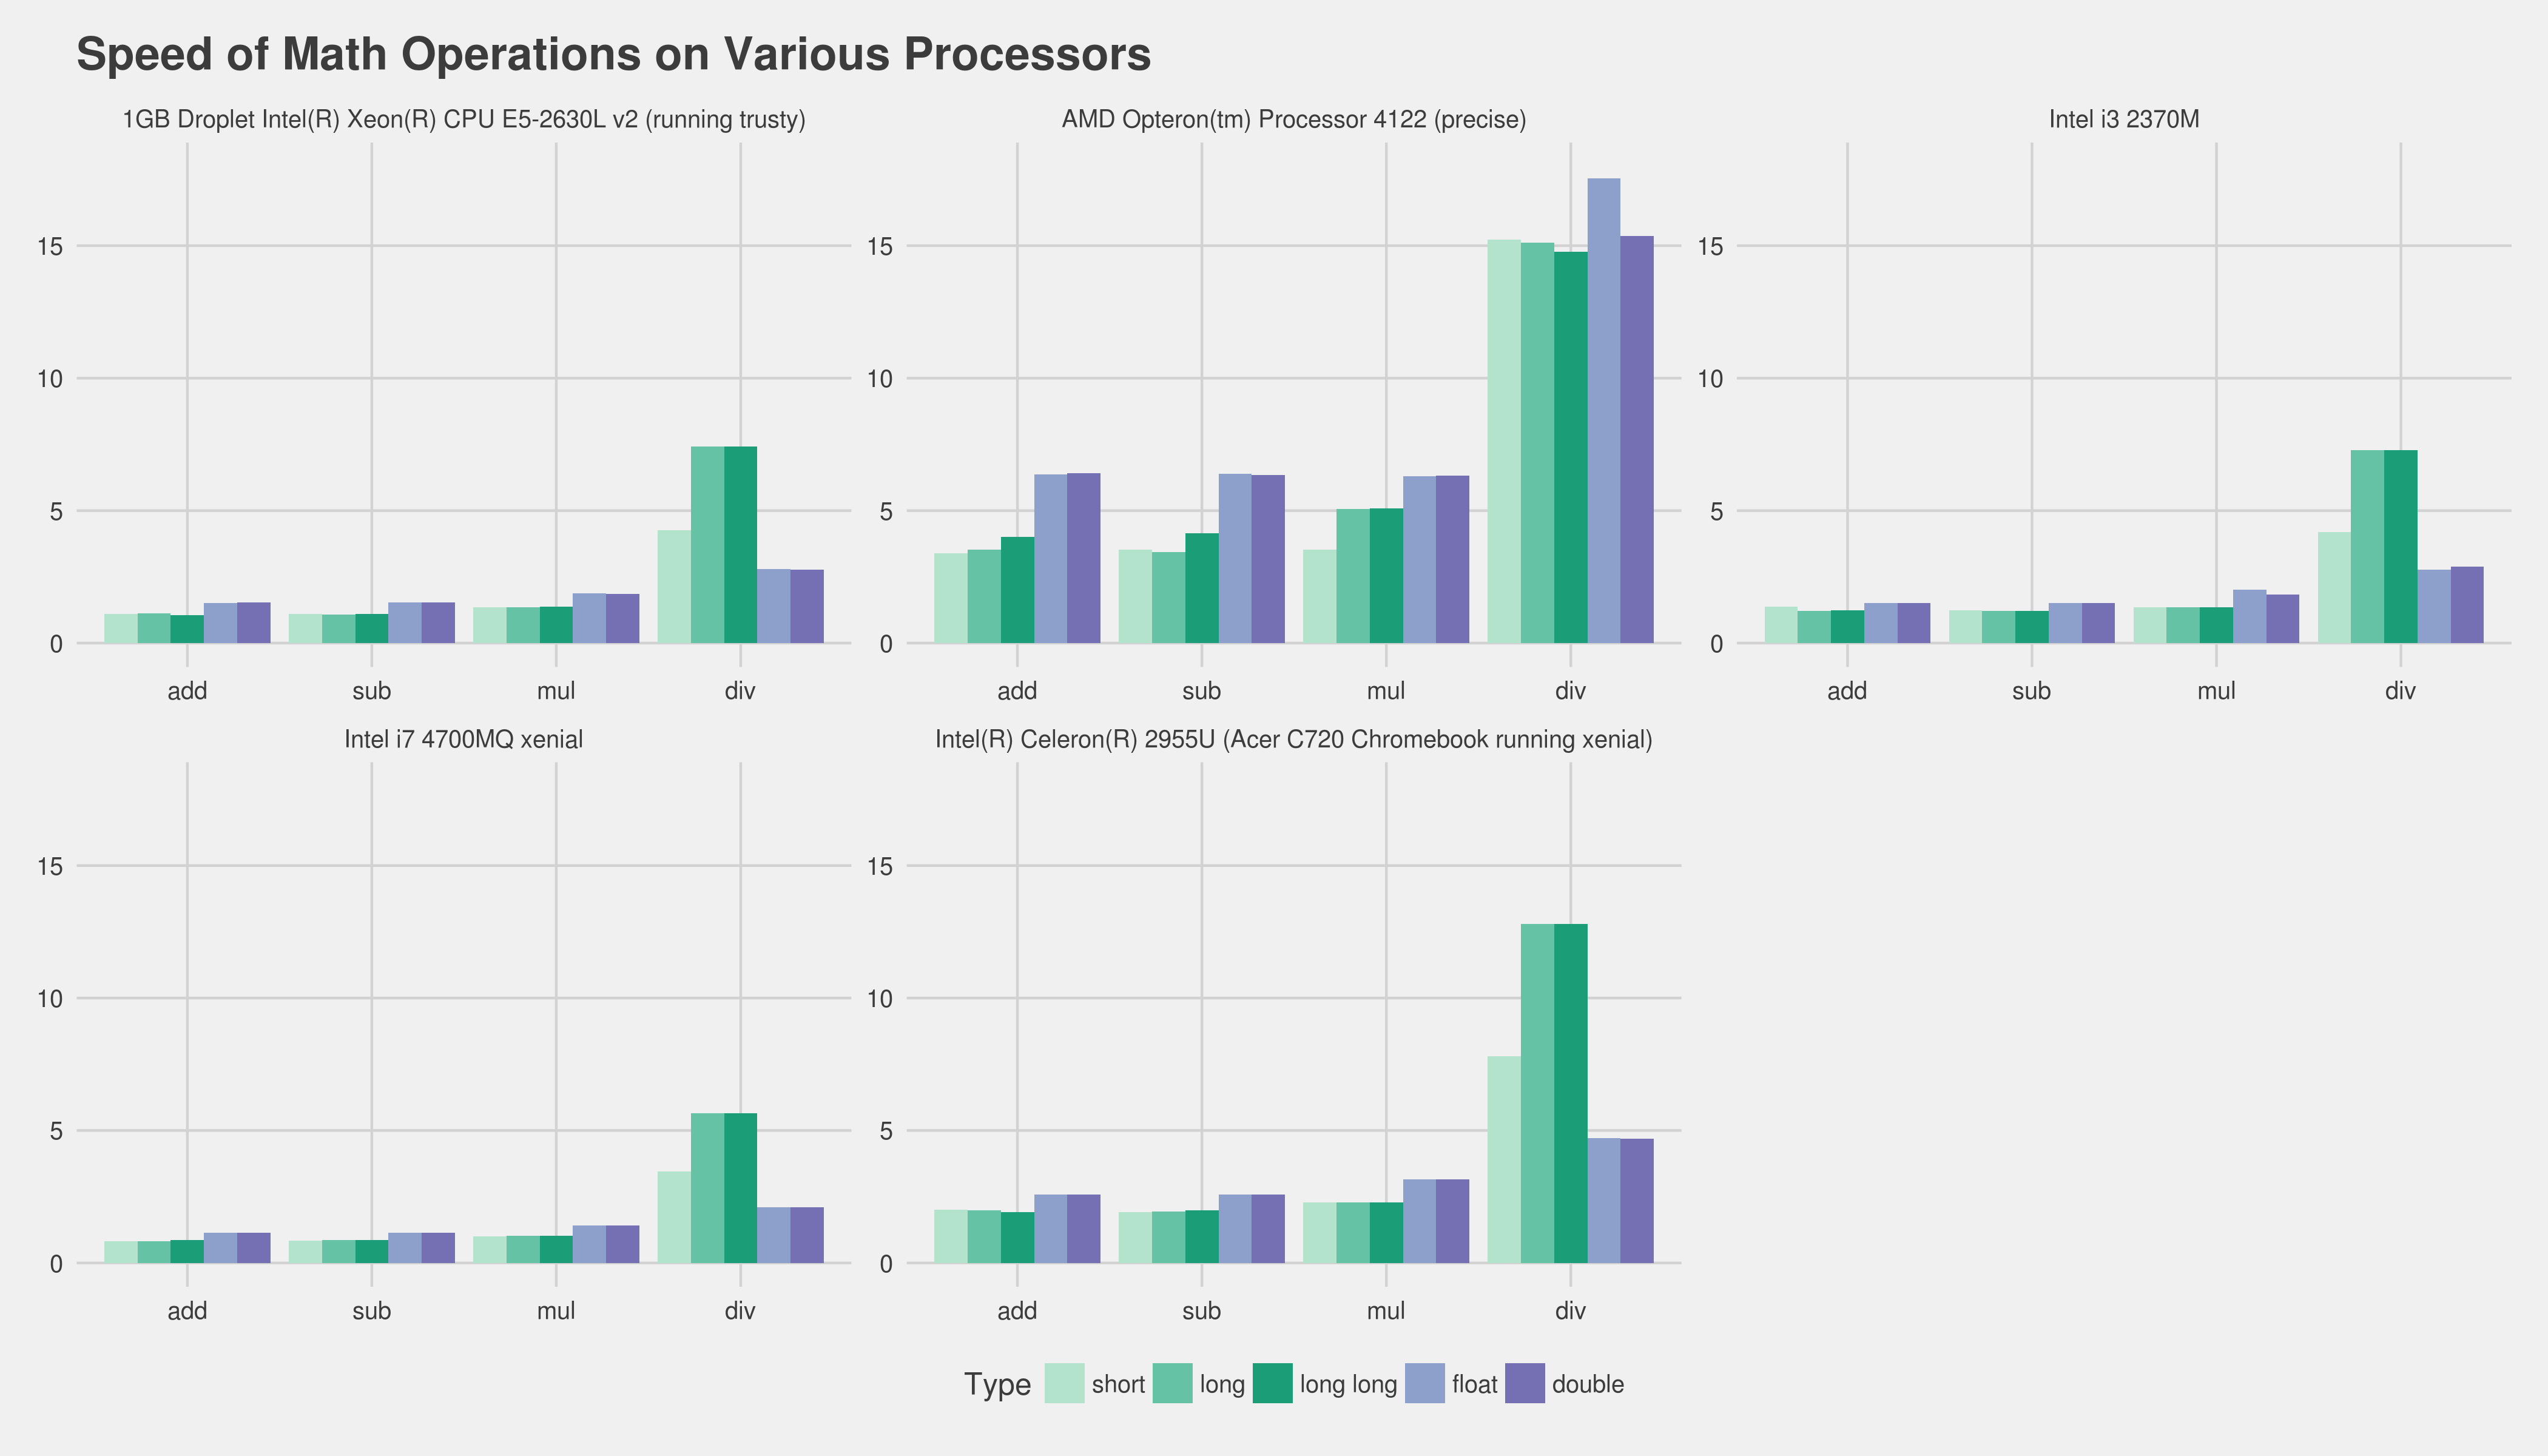 Speed of Math Operations on Various Processors
1GB Droplet Intel(R) Xeon(R) CPU E5-2630L v2 (running trusty)
15
10
5
0
add sub mul div
AMD Opteron(tm) Processor 4122 (precise)
15
10
5
0
add sub mul div
Intel i3 2370M
15
10
5
0
add sub mul div
Intel i7 4700MQ xenial
15
10
5
0
add sub mul div
Intel(R) Celeron(R) 2955U (Acer C720 Chromebook running xenial)
15
10
5
0
add sub mul div
Type short long long long float double